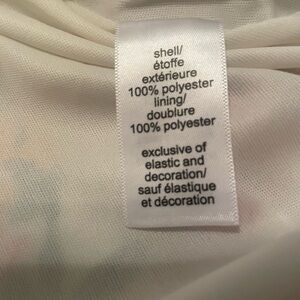 shell/
étoffe
extérieure
100% polyester
lining/
doublure
100% polyester
exclusive of
elastic and
decoration/
sauf élastique
et décoration